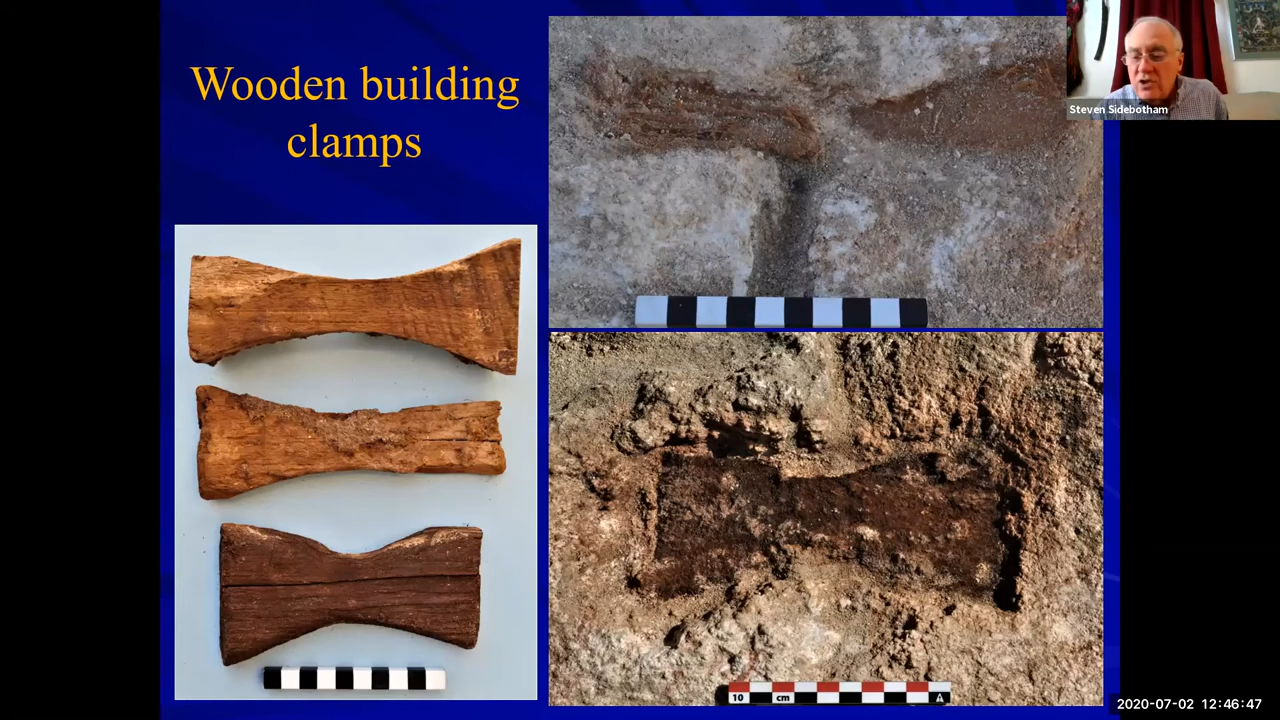 Wooden building
clamps
Steven Sidebotham
10 cm A
2020-07-02 12:46:47